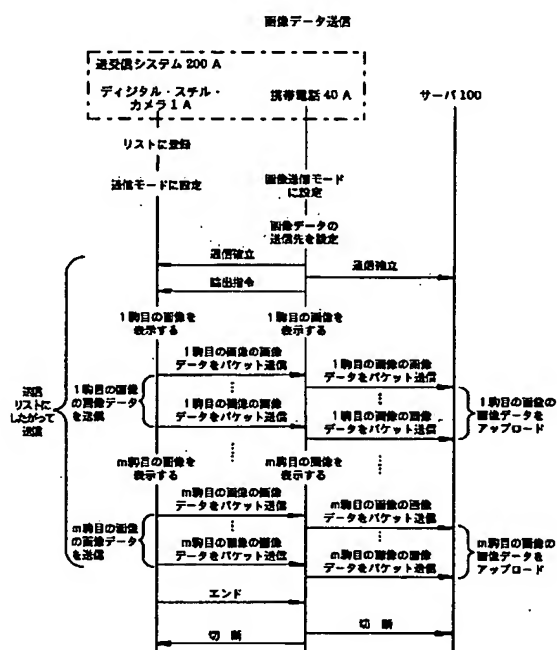 画像データ送信
送受信システム 200 A
ディジタル・スチル・
カメラ 1 A
携帯電話 40 A
サーバ 100
リストに登録
通信モードに設定
画像送信モード
に設定
画像データの
送信先を設定
通信確立
通信確立
読出指令
1駒目の画像を
表示する
1駒目の画像を
表示する
1駒目の画像の画像
データをパケット送信
1駒目の画像の画像
データをパケット送信
1駒目の画像
の画像データ
を送信
1駒目の画像の画像
データをパケット送信
1駒目の画像の画像
データをパケット送信
1駒目の画像の
画像データを
アップロード
送信
リストに
したがって
送信
m駒目の画像を
表示する
m駒目の画像を
表示する
m駒目の画像の画像
データをパケット送信
m駒目の画像の画像
データをパケット送信
m駒目の画像
の画像データ
を送信
m駒目の画像の画像
データをパケット送信
m駒目の画像の画像
データをパケット送信
m駒目の画像の
画像データを
アップロード
エンド
切 断
切 断